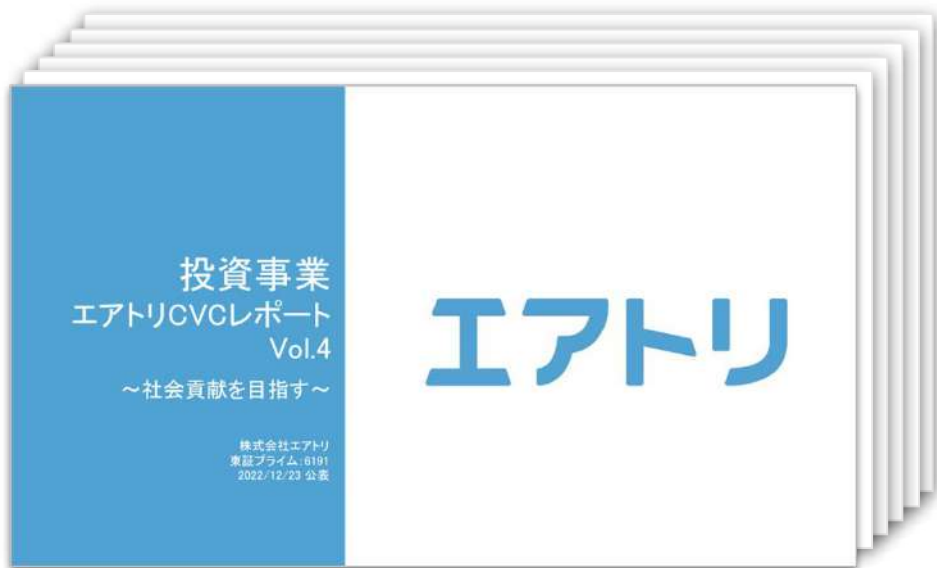 投資事業
エアトリCVCレポート
Vol.4
～社会貢献を目指す～
株式会社エアトリ
東証プライム:6191
2022/12/23 公表
エアトリ